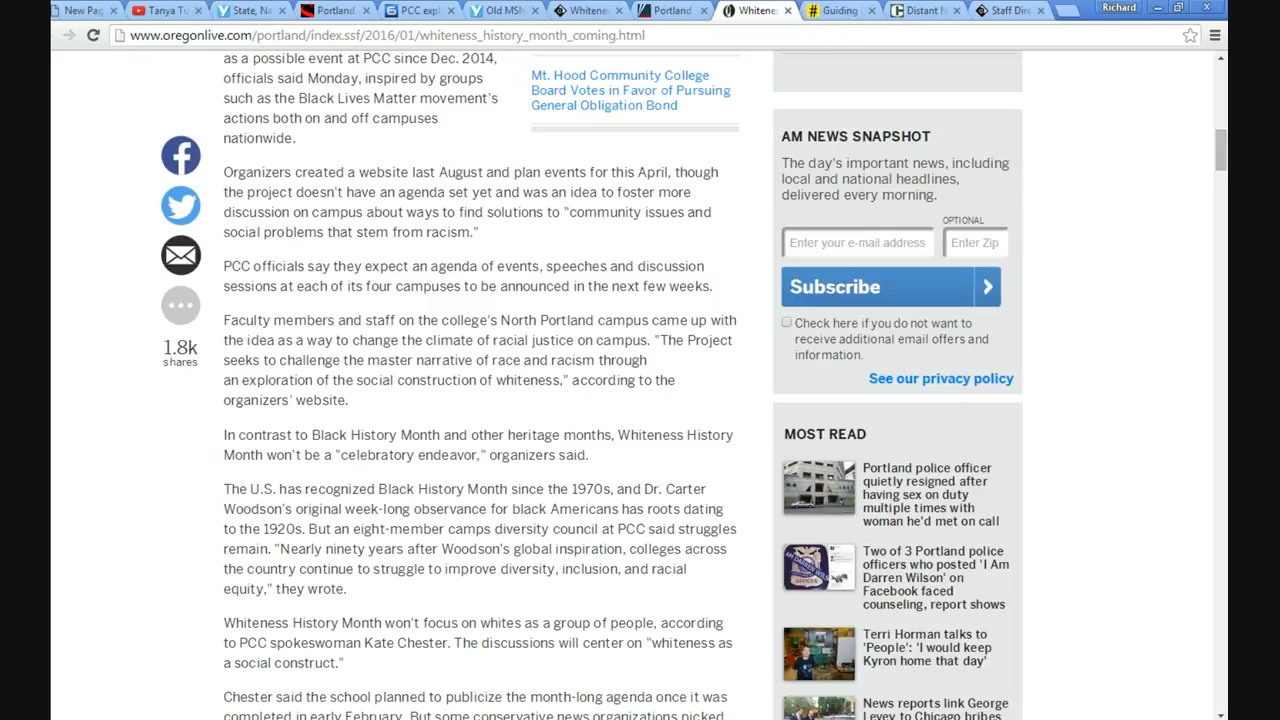 New Pag
Tanya Tu
State, Na
Portland
PCC expl
Old MSN
Whitene
Portland
Whitene
Guiding
Distant N
Staff Dire
Richard
www.oregonlive.com/portland/index.ssf/2016/01/whiteness_history_month_coming.html
as a possible event at PCC since Dec. 2014,
officials said Monday, inspired by groups
such as the Black Lives Matter movement's
actions both on and off campuses
nationwide.
Mt. Hood Community College
Board Votes in Favor of Pursuing
General Obligation Bond
Organizers created a website last August and plan events for this April, though
the project doesn't have an agenda set yet and was an idea to foster more
discussion on campus about ways to find solutions to "community issues and
social problems that stem from racism."
PCC officials say they expect an agenda of events, speeches and discussion
sessions at each of its four campuses to be announced in the next few weeks.
Faculty members and staff on the college's North Portland campus came up with
the idea as a way to change the climate of racial justice on campus. "The Project
seeks to challenge the master narrative of race and racism through
an exploration of the social construction of whiteness," according to the
organizers' website.
In contrast to Black History Month and other heritage months, Whiteness History
Month won't be a "celebratory endeavor," organizers said.
The U.S. has recognized Black History Month since the 1970s, and Dr. Carter
Woodson's original week-long observance for black Americans has roots dating
to the 1920s. But an eight-member camps diversity council at PCC said struggles
remain. "Nearly ninety years after Woodson's global inspiration, colleges across
the country continue to struggle to improve diversity, inclusion, and racial
equity," they wrote.
Whiteness History Month won't focus on whites as a group of people, according
to PCC spokeswoman Kate Chester. The discussions will center on "whiteness as
a social construct."
Chester said the school planned to publicize the month-long agenda once it was
completed in early February. But some conservative news organizations picked
1.8k
shares
AM NEWS SNAPSHOT
The day's important news, including
local and national headlines,
delivered every morning.
OPTIONAL
Enter your e-mail address
Enter Zip
Subscribe
Check here if you do not want to
receive additional email offers and
information.
See our privacy policy
MOST READ
Portland police officer
quietly resigned after
having sex on duty
multiple times with
woman he'd met on call
Two of 3 Portland police
officers who posted 'I Am
Darren Wilson' on
Facebook faced
counseling, report shows
Terri Horman talks to
'People': 'I would keep
Kyron home that day'
News reports link George
Levey to Chicago bribes